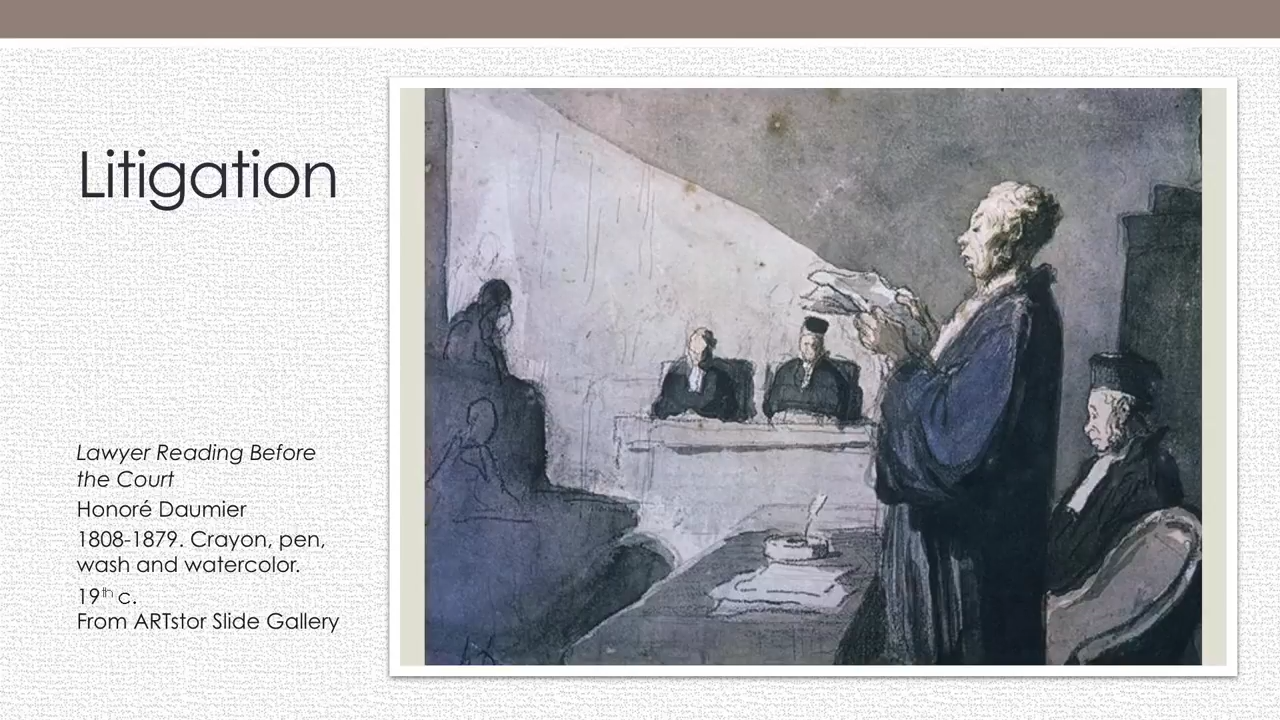 Litigation
Lawyer Reading Before
the Court
Honoré Daumier
1808-1879. Crayon, pen,
wash and watercolor.
19th c.
From ARTstor Slide Gallery